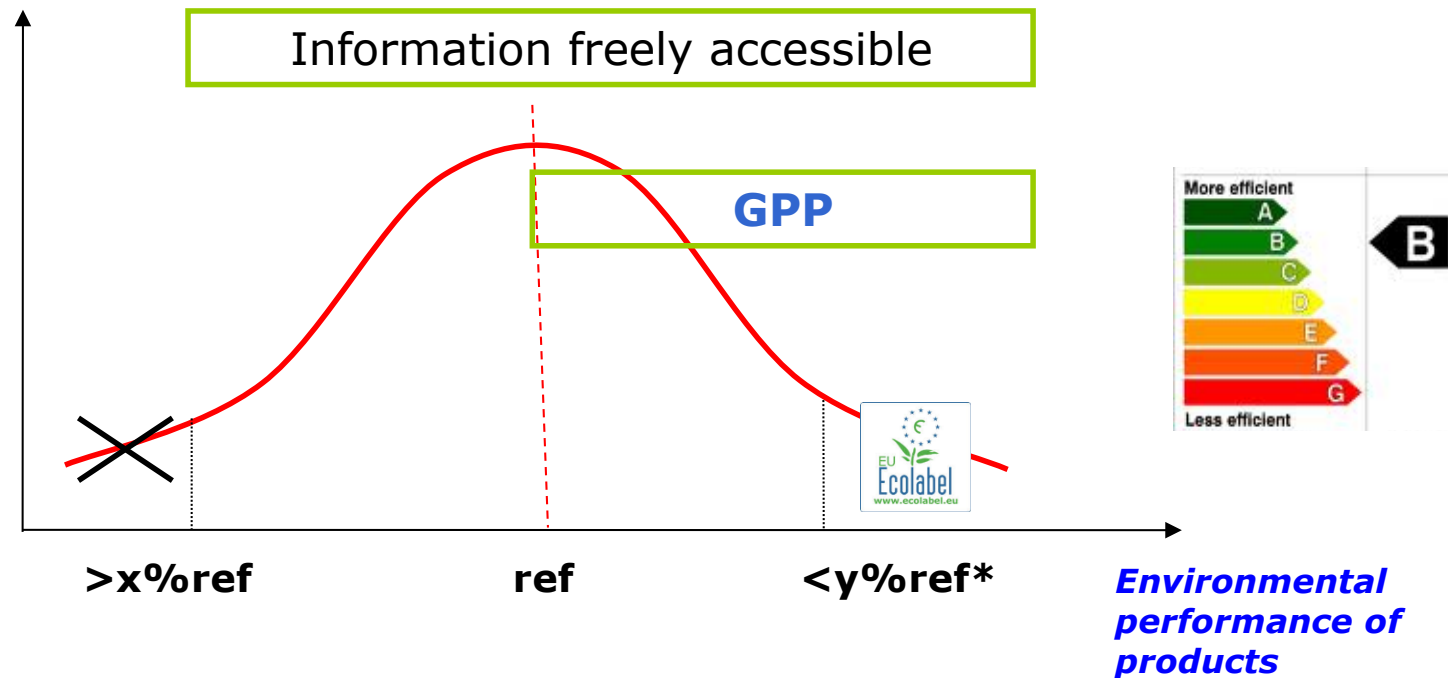 Information freely accessible
GPP
More efficient
A
B
C
D
E
F
G
Less efficient
B
EU
Ecolabel
www.ecolabel.eu
>x%ref
ref
<y%ref*
Environmental
performance of
products